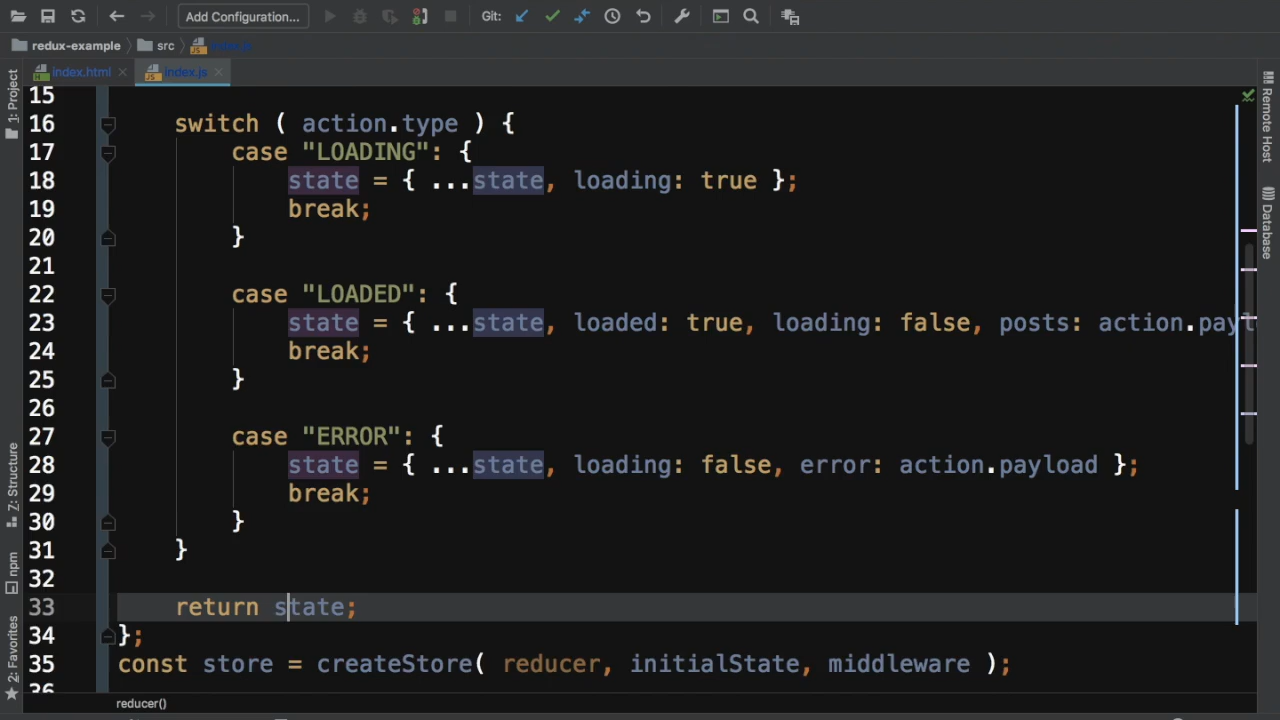 Add Configuration...
Git:
redux-example
src
index.js
index.html
index.js
1: Project
Z: Structure
npm
2: Favorites
Remote Host
Database
15
16 switch ( action.type ) {
17 case "LOADING": {
18 state = { ...state, loading: true };
19 break;
20 }
21
22 case "LOADED": {
23 state = { ...state, loaded: true, loading: false, posts: action.paylo
24 break;
25 }
26
27 case "ERROR": {
28 state = { ...state, loading: false, error: action.payload };
29 break;
30 }
31 }
32
33 return state;
34 };
35 const store = createStore( reducer, initialState, middleware );
36
reducer()